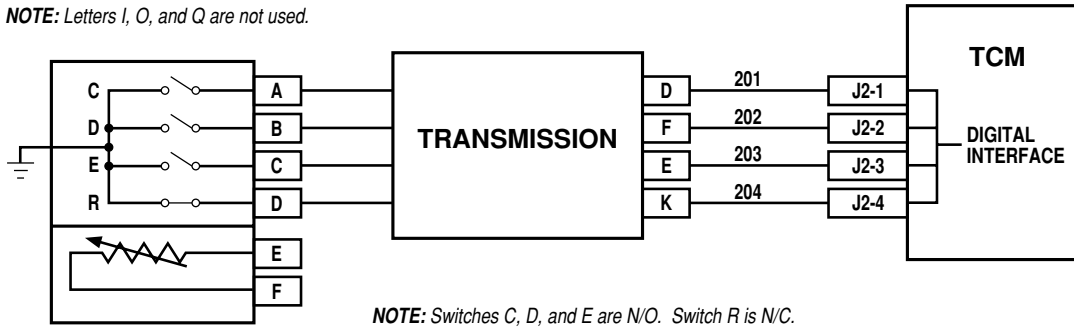 NOTE: Letters I, O, and Q are not used.
TCM
C A D 201 J2-1
D B F 202 J2-2
TRANSMISSION
DIGITAL
INTERFACE
E C E 203 J2-3
R D K 204 J2-4
E
F
NOTE: Switches C, D, and E are N/O. Switch R is N/C.